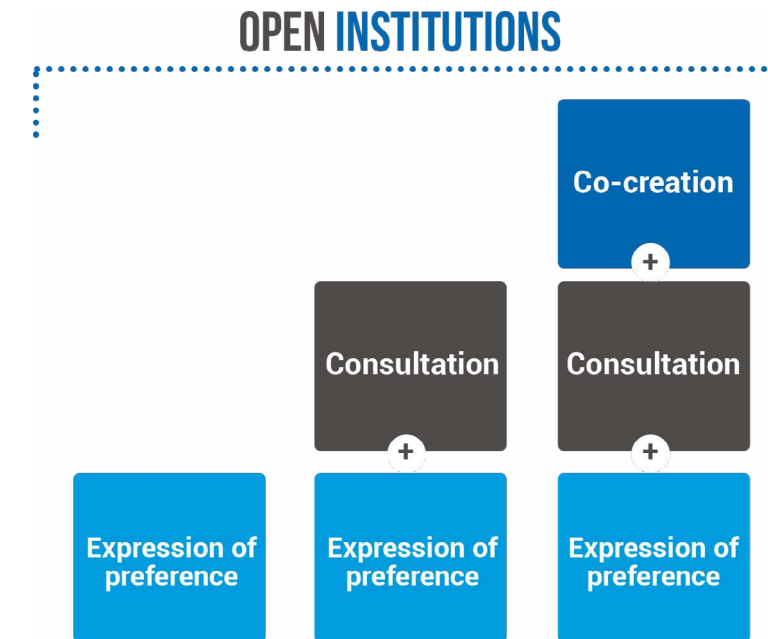 OPEN INSTITUTIONS
Co-creation
+
Consultation
Consultation
+
+
Expression of
preference
Expression of
preference
Expression of
preference